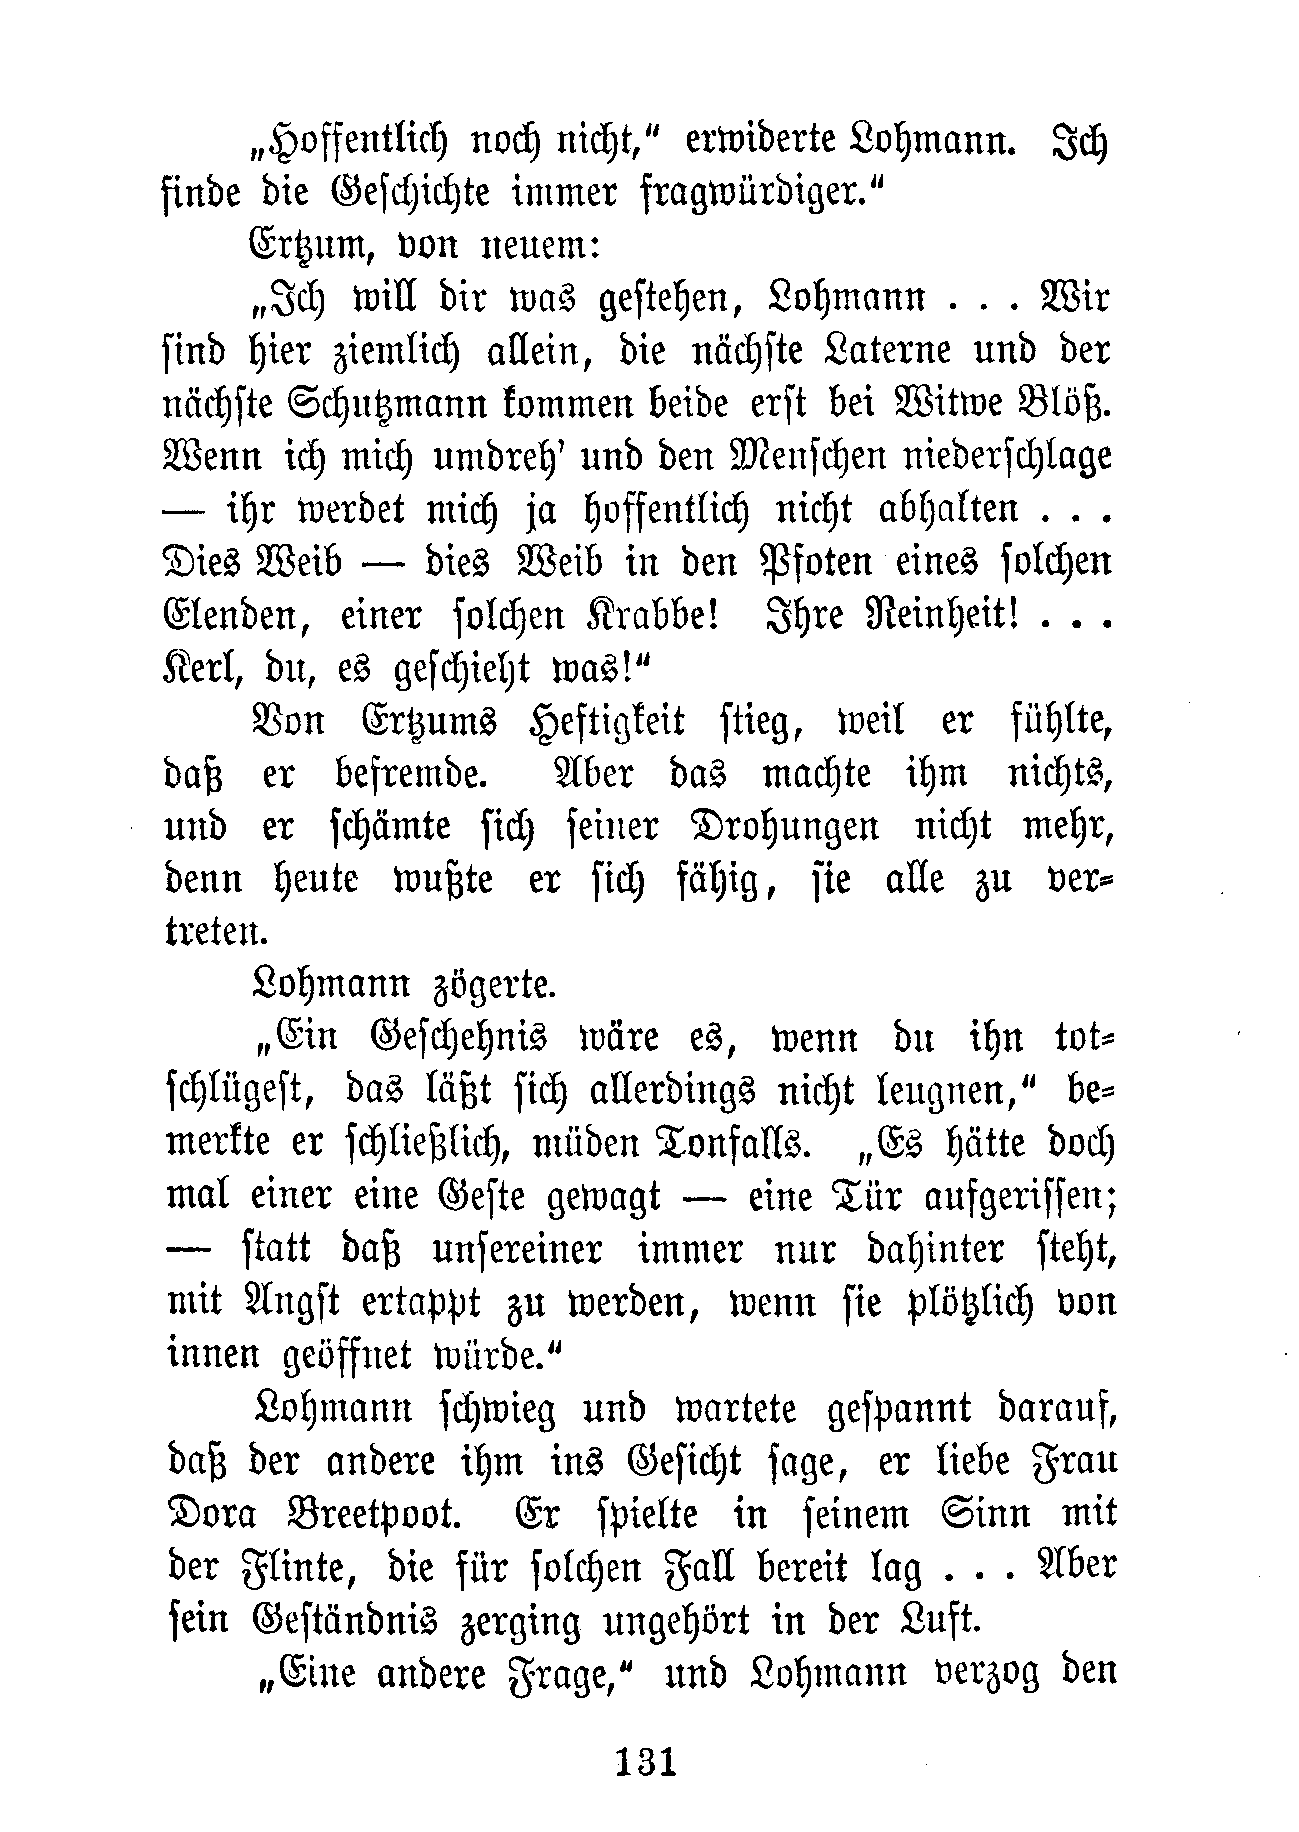 „Hoffentlich noch nicht,“ erwiderte Lohmann. Ich
finde die Geschichte immer fragwürdiger.“
Ertzum, von neuem:
„Ich will dir was gestehen, Lohmann . . . Wir
sind hier ziemlich allein, die nächste Laterne und der
nächste Schutzmann kommen beide erst bei Witwe Blöß.
Wenn ich mich umdreh' und den Menschen niederschlage
— ihr werdet mich ja hoffentlich nicht abhalten . . .
Dies Weib — dies Weib in den Pfoten eines solchen
Elenden, einer solchen Krabbe! Ihre Reinheit! . . .
Kerl, du, es geschieht was!“
Von Ertzums Heftigkeit stieg, weil er fühlte,
daß er befremde. Aber das machte ihm nichts,
und er schämte sich seiner Drohungen nicht mehr,
denn heute wußte er sich fähig, sie alle zu ver-
treten.
Lohmann zögerte.
„Ein Geschehnis wäre es, wenn du ihn tot-
schlügest, das läßt sich allerdings nicht leugnen,“ be-
merkte er schließlich, müden Tonfalls. „Es hätte doch
mal einer eine Geste gewagt — eine Tür aufgerissen;
— statt daß unsereiner immer nur dahinter steht,
mit Angst ertappt zu werden, wenn sie plötzlich von
innen geöffnet würde.“
Lohmann schwieg und wartete gespannt darauf,
daß der andere ihm ins Gesicht sage, er liebe Frau
Dora Breetpoot. Er spielte in seinem Sinn mit
der Flinte, die für solchen Fall bereit lag . . . Aber
sein Geständnis zerging ungehört in der Luft.
„Eine andere Frage,“ und Lohmann verzog den
131